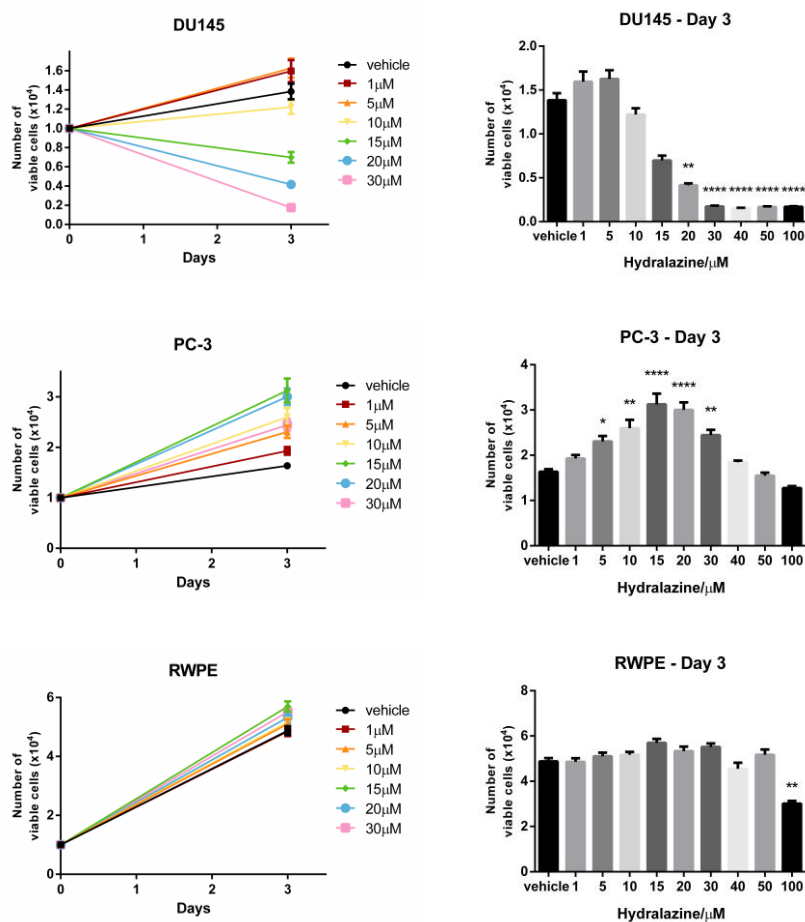 DU145
Number of
viable cells (x10⁴)
1.6
1.4
1.2
1.0
0.8
0.6
0.4
0.2
0.0
0 1 2 3
Days
vehicle
1μM
5μM
10μM
15μM
20μM
30μM
DU145 - Day 3
Number of
viable cells (x10⁴)
2.0
1.5
1.0
0.5
0.0
** **** **** **** ****
vehicle 1 5 10 15 20 30 40 50 100
Hydralazine/μM
PC-3
Number of
viable cells (x10⁴)
3
2
1
0 1 2 3
Days
vehicle
1μM
5μM
10μM
15μM
20μM
30μM
PC-3 - Day 3
Number of
viable cells (x10⁴)
4
3
2
1
0
* ** **** **** **
vehicle 1 5 10 15 20 30 40 50 100
Hydralazine/μM
RWPE
Number of
viable cells (x10⁴)
6
4
2
0
0 1 2 3
Days
vehicle
1μM
5μM
10μM
15μM
20μM
30μM
RWPE - Day 3
Number of
viable cells (x10⁴)
8
6
4
2
0
**
vehicle 1 5 10 15 20 30 40 50 100
Hydralazine/μM